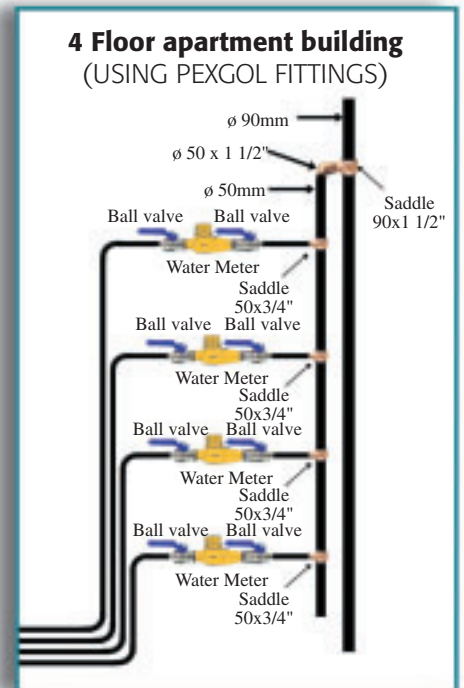 4 Floor apartment building
(USING PEXGOL FITTINGS)
ø 90mm
ø 50 x 1 1/2"
ø 50mm
Saddle
90x1 1/2"
Ball valve Ball valve
Water Meter
Saddle
50x3/4"
Ball valve Ball valve
Water Meter
Saddle
50x3/4"
Ball valve Ball valve
Water Meter
Saddle
50x3/4"
Ball valve Ball valve
Water Meter
Saddle
50x3/4"